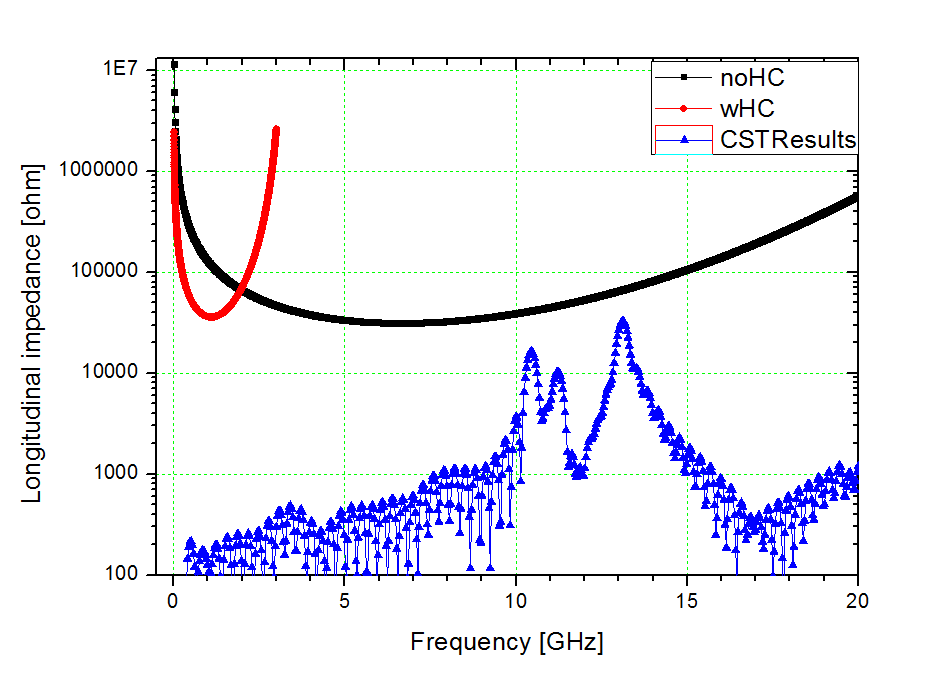 1E7
1000000
100000
10000
1000
100
Longitudinal impedance [ohm]
noHC
wHC
CSTResults
0 5 10 15 20
Frequency [GHz]